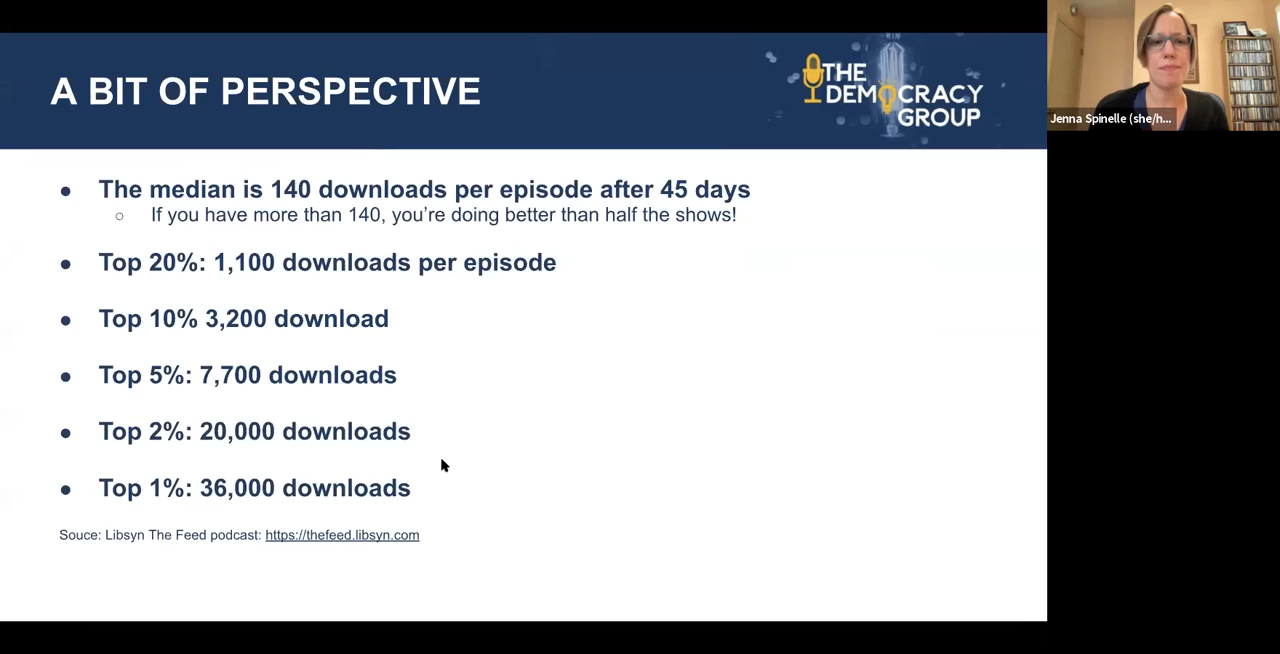 A BIT OF PERSPECTIVE
THE
DEMOCRACY
GROUP
Jenna Spinelle (she/h...
● The median is 140 downloads per episode after 45 days
○ If you have more than 140, you’re doing better than half the shows!
● Top 20%: 1,100 downloads per episode
● Top 10% 3,200 download
● Top 5%: 7,700 downloads
● Top 2%: 20,000 downloads
● Top 1%: 36,000 downloads
Souce: Libsyn The Feed podcast: https://thefeed.libsyn.com